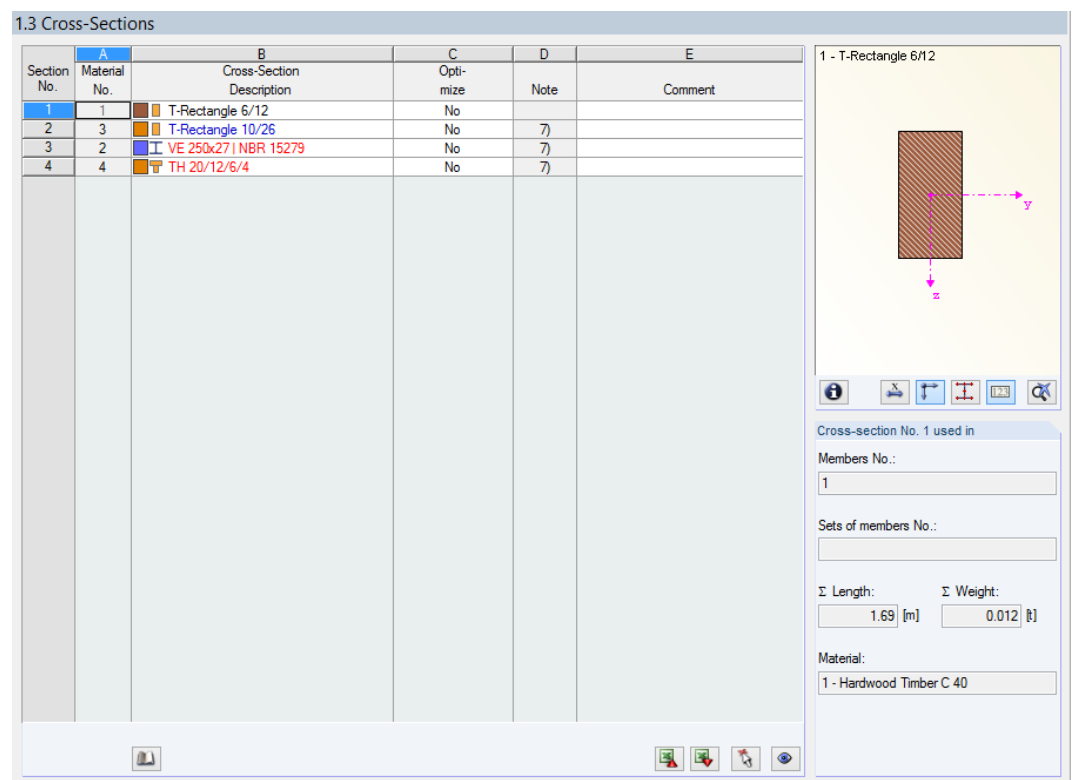 1.3 Cross-Sections
A B C D E
Section Material Cross-Section Opti-
No. No. Description mize Note Comment
1 1 T-Rectangle 6/12 No
2 3 T-Rectangle 10/26 No 7)
3 2 VE 250x27 | NBR 15279 No 7)
4 4 TH 20/12/6/4 No 7)
1 - T-Rectangle 6/12
y
z
X 123
Cross-section No. 1 used in
Members No.:
1
Sets of members No.:
Σ Length: Σ Weight:
1.69 [m] 0.012 [t]
Material:
1 - Hardwood Timber C 40